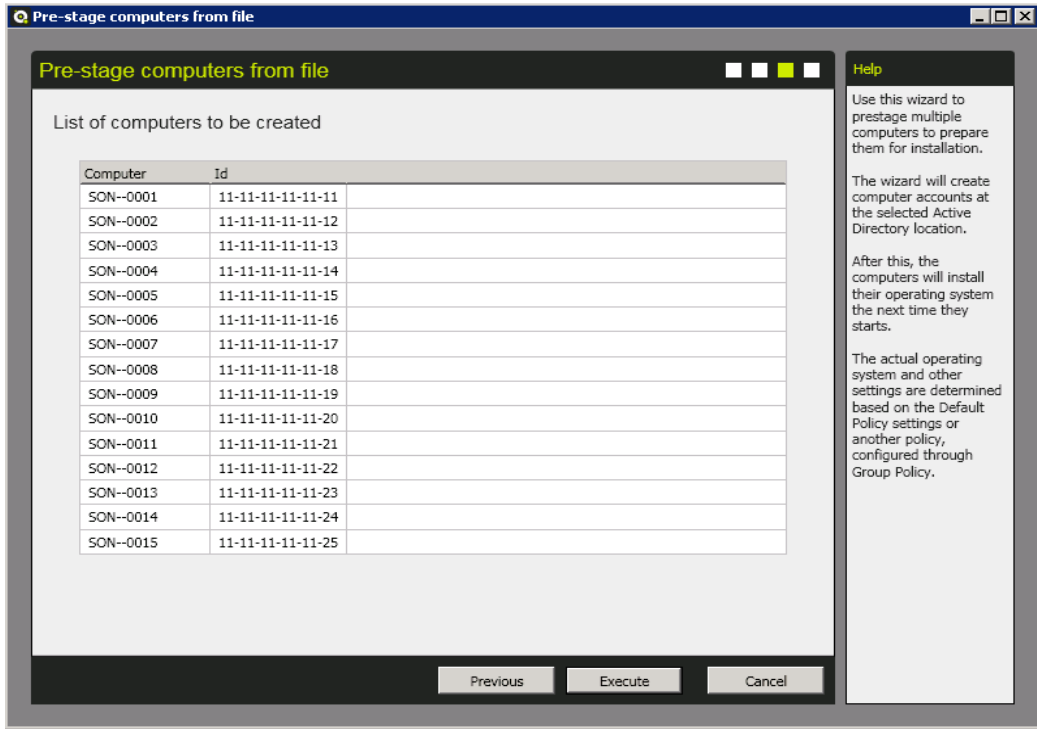 Pre-stage computers from file
Pre-stage computers from file
List of computers to be created
Computer Id
SON--0001 11-11-11-11-11-11
SON--0002 11-11-11-11-11-12
SON--0003 11-11-11-11-11-13
SON--0004 11-11-11-11-11-14
SON--0005 11-11-11-11-11-15
SON--0006 11-11-11-11-11-16
SON--0007 11-11-11-11-11-17
SON--0008 11-11-11-11-11-18
SON--0009 11-11-11-11-11-19
SON--0010 11-11-11-11-11-20
SON--0011 11-11-11-11-11-21
SON--0012 11-11-11-11-11-22
SON--0013 11-11-11-11-11-23
SON--0014 11-11-11-11-11-24
SON--0015 11-11-11-11-11-25
Previous Execute Cancel
Help
Use this wizard to
prestage multiple
computers to prepare
them for installation.
The wizard will create
computer accounts at
the selected Active
Directory location.
After this, the
computers will install
their operating system
the next time they
starts.
The actual operating
system and other
settings are determined
based on the Default
Policy settings or
another policy,
configured through
Group Policy.